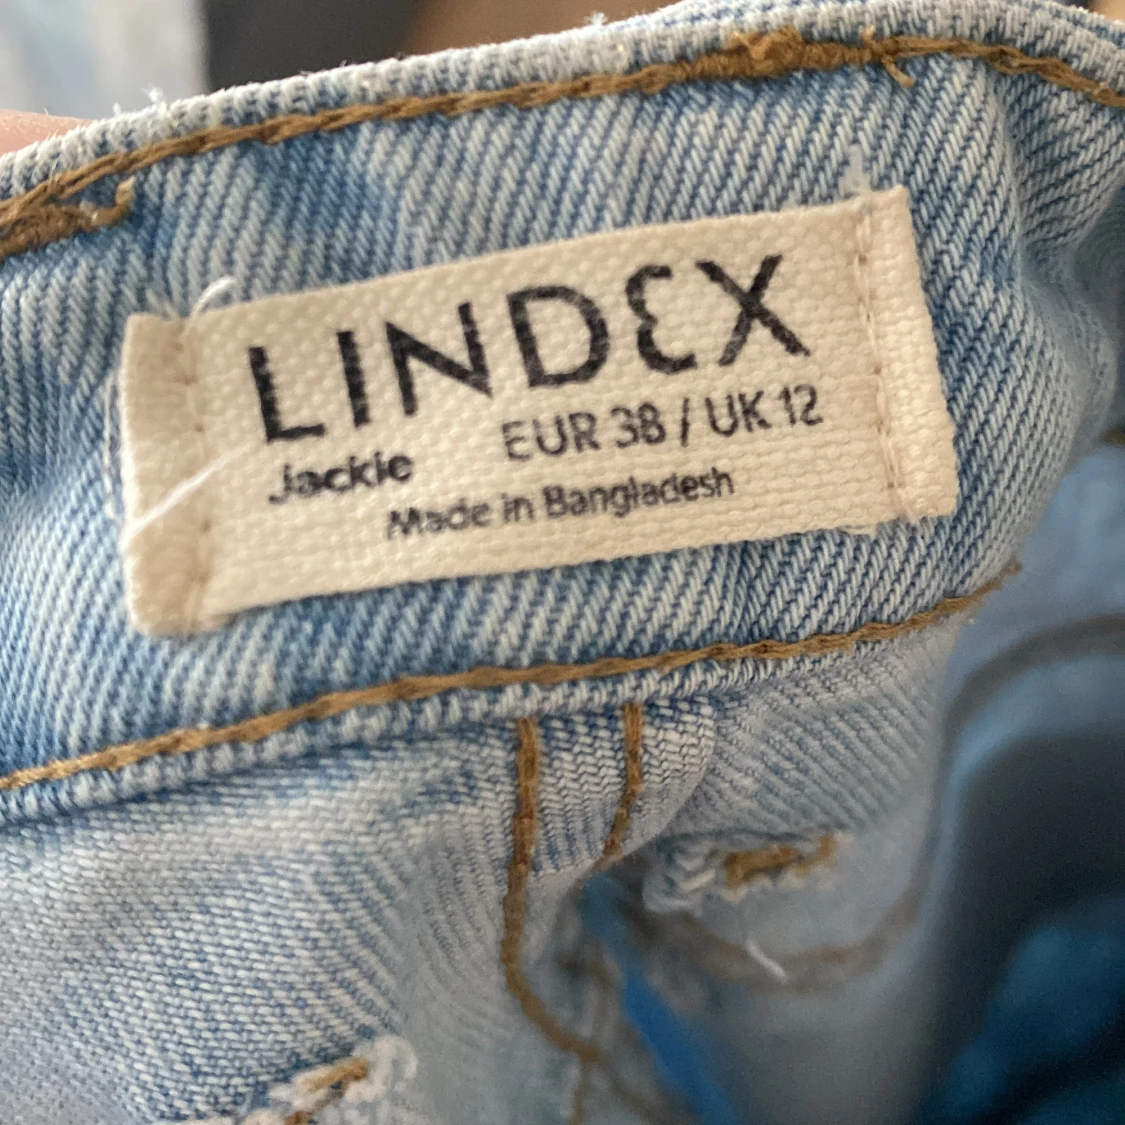 LINDEX
Jackie EUR 38 / UK 12
Made in Bangladesh